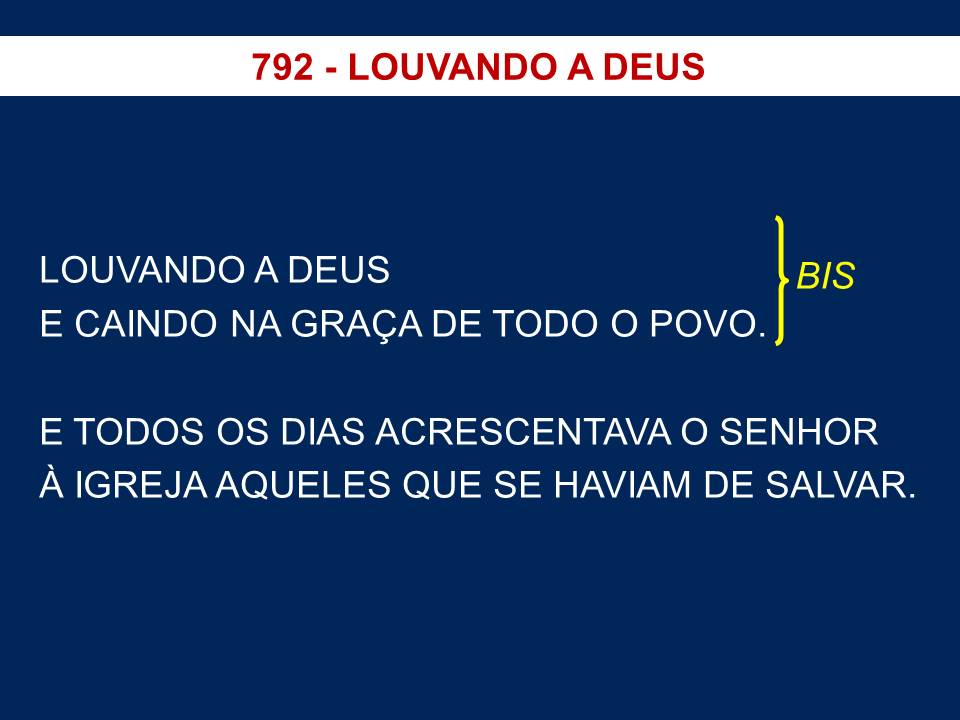 792 - LOUVANDO A DEUS
LOUVANDO A DEUS
E CAINDO NA GRAÇA DE TODO O POVO.
BIS
E TODOS OS DIAS ACRESCENTAVA O SENHOR
À IGREJA AQUELES QUE SE HAVIAM DE SALVAR.